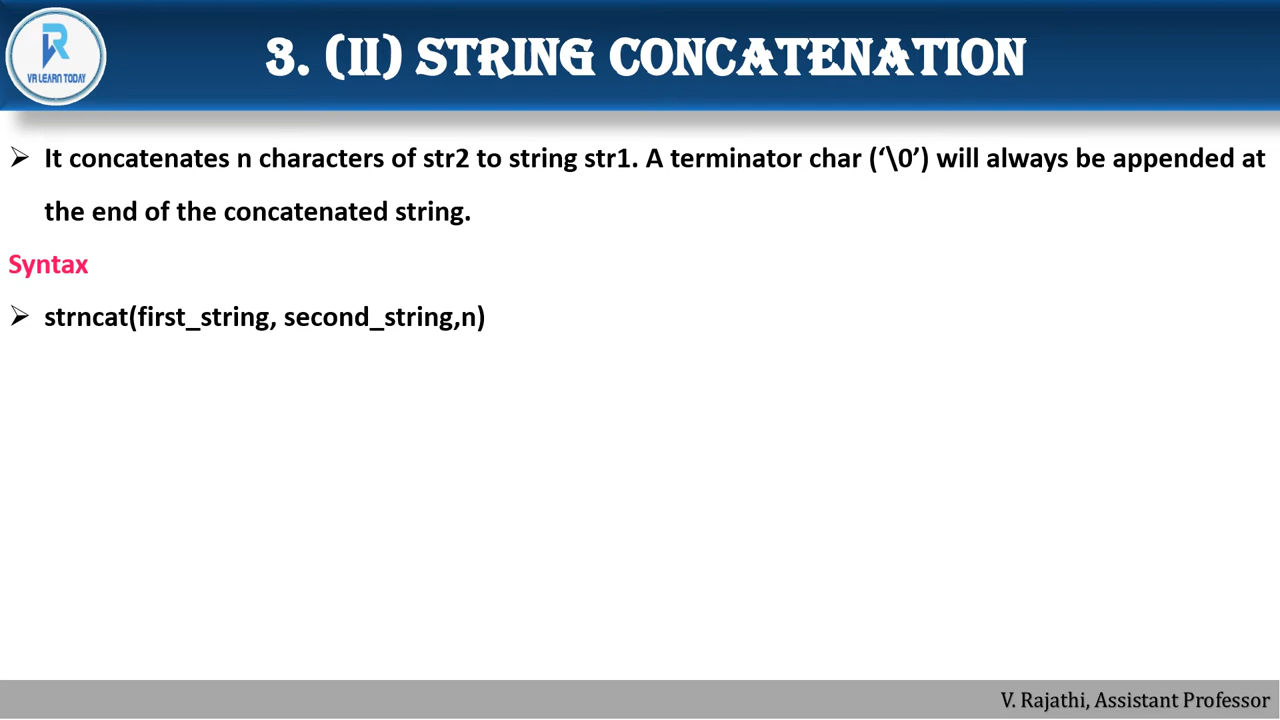 VR LEARN TODAY
3. (II) STRING CONCATENATION
It concatenates n characters of str2 to string str1. A terminator char (‘\0’) will always be appended at
the end of the concatenated string.
Syntax
strncat(first_string, second_string,n)
V. Rajathi, Assistant Professor